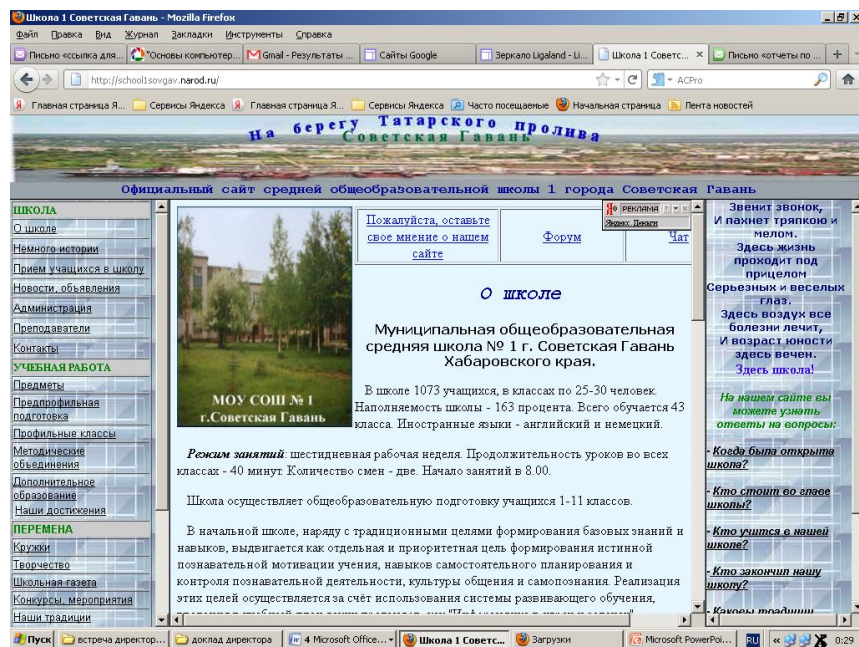 Школа 1 Советская Гавань - Mozilla Firefox
Файл Правка Вид Журнал Закладки Инструменты Справка
Письмо «ссылка для... "Основы компьютер... Gmail - Результаты ... Сайты Google Зеркало Ligaland - Li... Школа 1 Советс... Письмо «отчеты по ...
http://school1sovgav.narod.ru/ ACPro
Главная страница Я... Сервисы Яндекса Главная страница Я... Сервисы Яндекса Часто посещаемые Начальная страница Лента новостей
На берегу Татарского пролива
Советская Гавань
Официальный сайт средней общеобразовательной школы 1 города Советская Гавань
ШКОЛА
О школе
Немного истории
Прием учащихся в школу
Новости, объявления
Администрация
Преподаватели
Контакты
УЧЕБНАЯ РАБОТА
Предметы
Предпрофильная
подготовка
Профильные классы
Методические
объединения
Дополнительное
образование
Наши достижения
ПЕРЕМЕНА
Кружки
Творчество
Школьная газета
Конкурсы, мероприятия
Наши традиции
МОУ СОШ № 1
г.Советская Гавань
Пожалуйста, оставьте
свое мнение о нашем
сайте
Форум
Чат
Я РЕКЛАМА
Яндекс.Деньги
О школе
Муниципальная общеобразовательная
средняя школа № 1 г. Советская Гавань
Хабаровского края.
В школе 1073 учащихся, в классах по 25-30 человек.
Наполняемость школы - 163 процента. Всего обучается 43
класса. Иностранные языки - английский и немецкий.
Режим занятий: шестидневная рабочая неделя. Продолжительность уроков во всех
классах - 40 минут. Количество смен - две. Начало занятий в 8.00.
Школа осуществляет общеобразовательную подготовку учащихся 1-11 классов.
В начальной школе, наряду с традиционными целями формирования базовых знаний и
навыков, выдвигается как отдельная и приоритетная цель формирования истинной
познавательной мотивации учения, навыков самостоятельного планирования и
контроля познавательной деятельности, культуры общения и самопознания. Реализация
этих целей осуществляется за счёт использования системы развивающего обучения,
Звенит звонок,
И пахнет тряпкою и
мелом.
Здесь жизнь
проходит под
прицелом
Серьезных и веселых
глаз.
Здесь воздух все
болезни лечит,
И возраст юности
здесь вечен.
Здесь школа!
На нашем сайте вы
можете узнать
ответы на вопросы:
- Когда была открыта
школа?
- Кто стоит во главе
школы?
- Кто учится в нашей
школе?
- Кто закончил нашу
школу?
- Каковы традиции
Пуск встреча директор... доклад директора 4 Microsoft Office... Школа 1 Советс... Загрузки Microsoft PowerPoi... RU 0:29